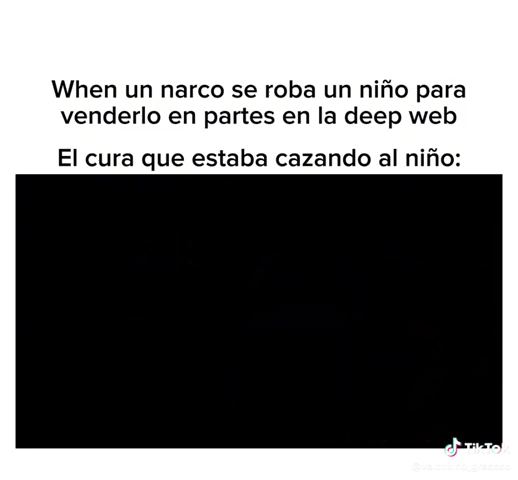 When un narco se roba un niño para
venderlo en partes en la deep web
El cura que estaba cazando al niño:
TikTok